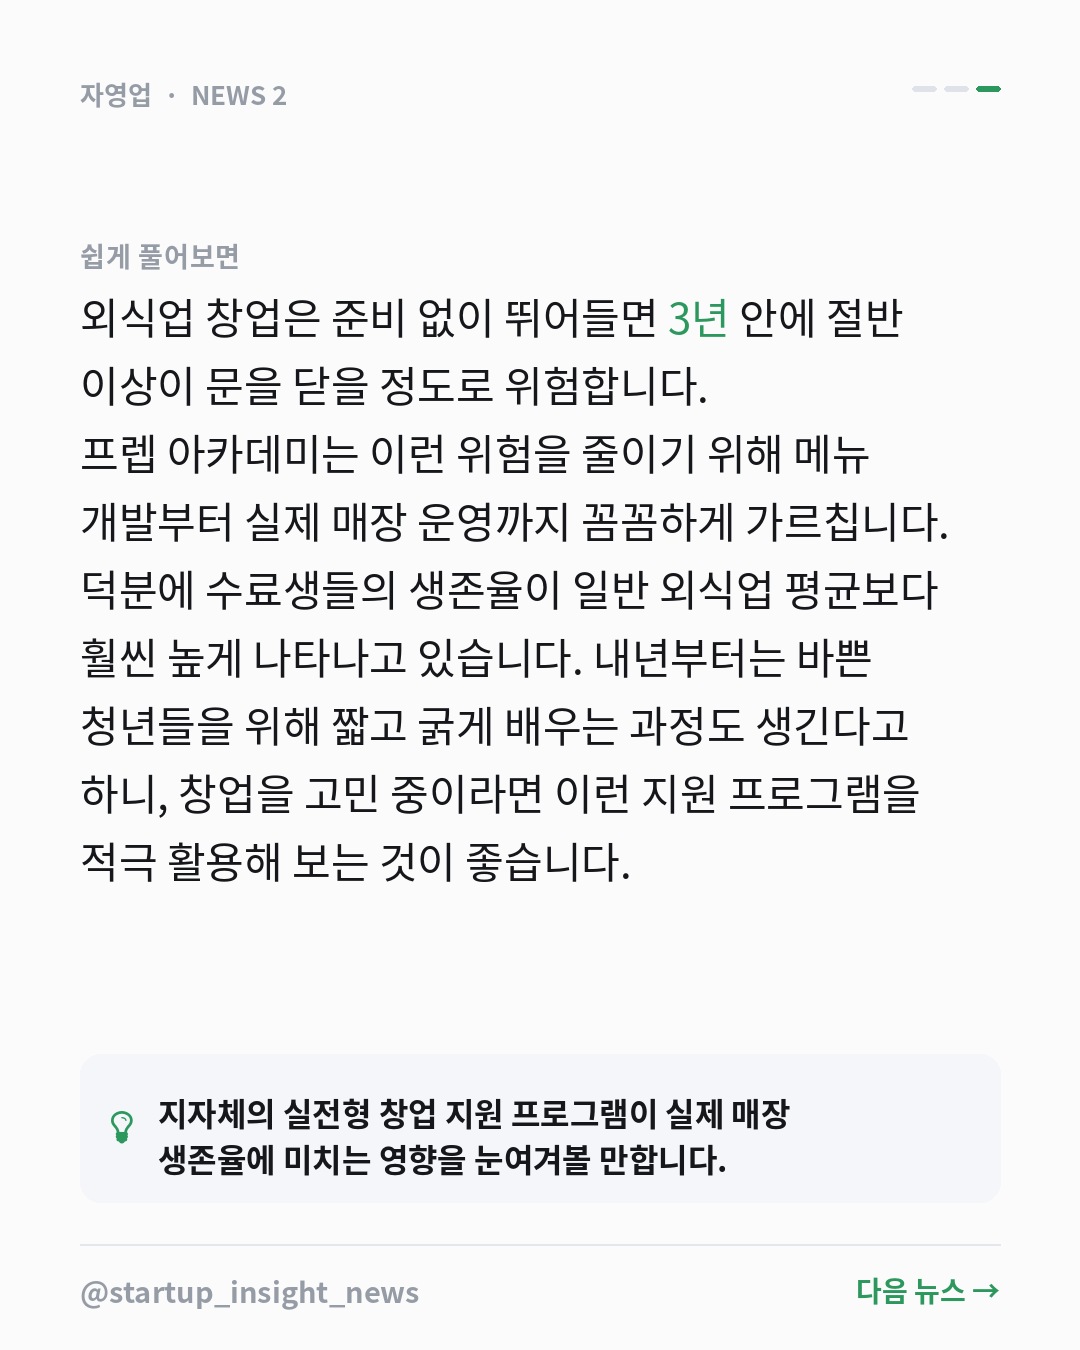 자영업 · NEWS 2
쉽게 풀어보면
외식업 창업은 준비 없이 뛰어들면 3년 안에 절반
이상이 문을 닫을 정도로 위험합니다.
프렙 아카데미는 이런 위험을 줄이기 위해 메뉴
개발부터 실제 매장 운영까지 꼼꼼하게 가르칩니다.
덕분에 수료생들의 생존율이 일반 외식업 평균보다
훨씬 높게 나타나고 있습니다. 내년부터는 바쁜
청년들을 위해 짧고 굵게 배우는 과정도 생긴다고
하니, 창업을 고민 중이라면 이런 지원 프로그램을
적극 활용해 보는 것이 좋습니다.
지자체의 실전형 창업 지원 프로그램이 실제 매장
생존율에 미치는 영향을 눈여겨볼 만합니다.
@startup_insight_news
다음 뉴스 →